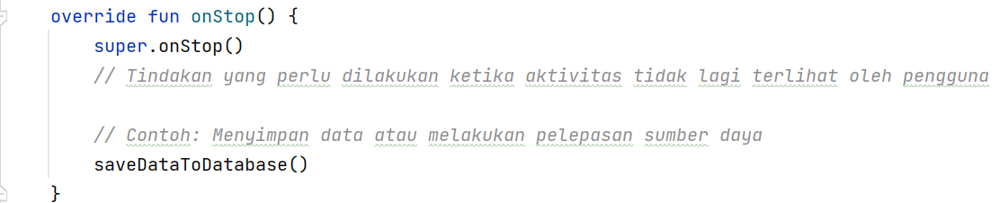 override fun onStop() {
super.onStop()
// Tindakan yang perlu dilakukan ketika aktivitas tidak lagi terlihat oleh pengguna
// Contoh: Menyimpan data atau melakukan pelepasan sumber daya
saveDataToDatabase()
}